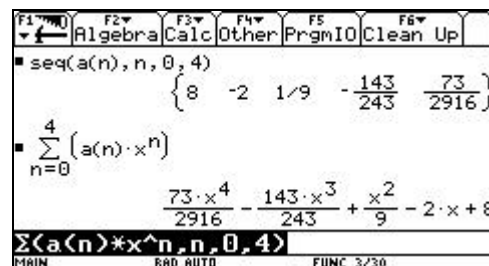 F1 F2 F3 F4 F5 F6
Algebra Calc Other PrgmIO Clean Up
▪ seq(a(n),n,0,4)
{8 -2 1/9 -143/243 73/2916}
▪ 4
Σ (a(n)·x^n)
n=0
73·x^4/2916 - 143·x^3/243 + x^2/9 - 2·x + 8
Σ(a(n)*x^n,n,0,4)
MAIN RAD AUTO FUNC 3/30